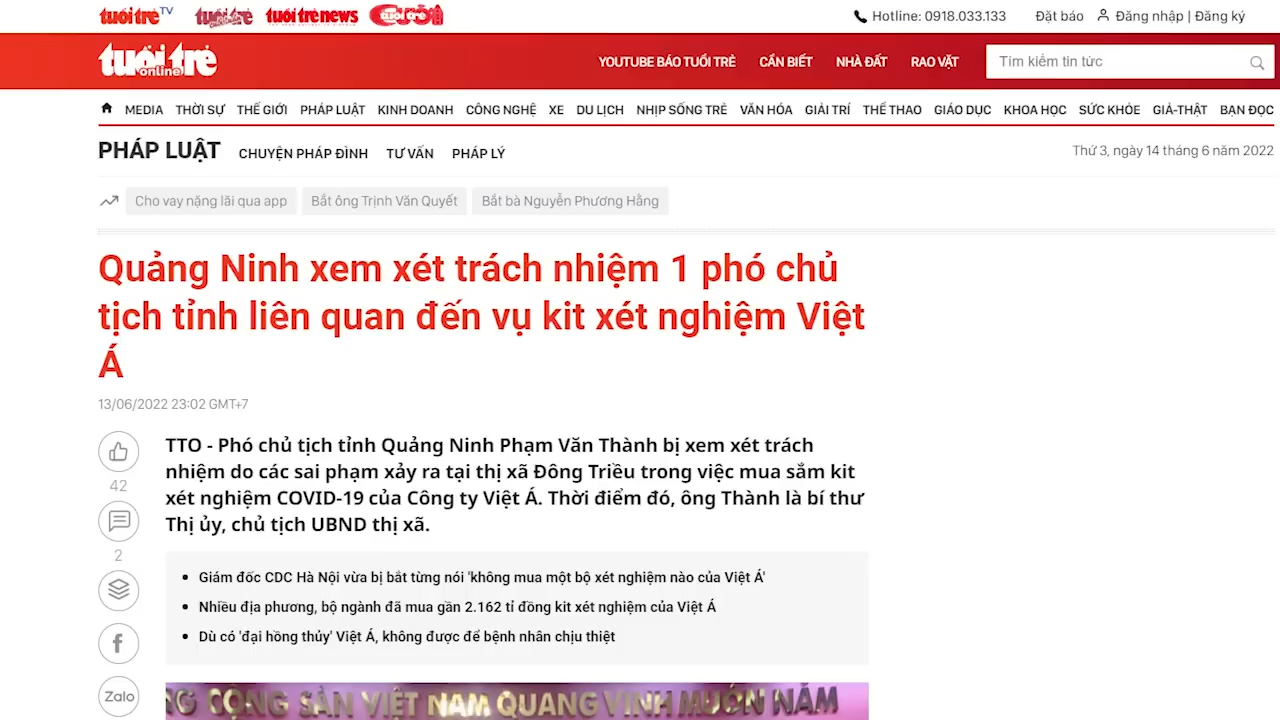 tuổi trẻ TV
tuổi trẻ
tuổi trẻ news
tuổi trẻ CƯỜI
Hotline: 0918.033.133
Đặt báo
Đăng nhập | Đăng ký
tuổi trẻ online
YOUTUBE BÁO TUỔI TRẺ CẦN BIẾT NHÀ ĐẤT RAO VẶT
Tìm kiếm tin tức
MEDIA THỜI SỰ THẾ GIỚI PHÁP LUẬT KINH DOANH CÔNG NGHỆ XE DU LỊCH NHỊP SỐNG TRẺ VĂN HÓA GIẢI TRÍ THỂ THAO GIÁO DỤC KHOA HỌC SỨC KHỎE GIẢ-THẬT BẠN ĐỌC
PHÁP LUẬT CHUYỆN PHÁP ĐÌNH TƯ VẤN PHÁP LÝ
Thứ 3, ngày 14 tháng 6 năm 2022
Cho vay nặng lãi qua app Bắt ông Trịnh Văn Quyết Bắt bà Nguyễn Phương Hằng
Quảng Ninh xem xét trách nhiệm 1 phó chủ
tịch tỉnh liên quan đến vụ kit xét nghiệm Việt
Á
13/06/2022 23:02 GMT+7
TTO - Phó chủ tịch tỉnh Quảng Ninh Phạm Văn Thành bị xem xét trách
nhiệm do các sai phạm xảy ra tại thị xã Đông Triều trong việc mua sắm kit
xét nghiệm COVID-19 của Công ty Việt Á. Thời điểm đó, ông Thành là bí thư
Thị ủy, chủ tịch UBND thị xã.
42
2
Zalo
Giám đốc CDC Hà Nội vừa bị bắt từng nói 'không mua một bộ xét nghiệm nào của Việt Á'
Nhiều địa phương, bộ ngành đã mua gần 2.162 tỉ đồng kit xét nghiệm của Việt Á
Dù có 'đại hồng thủy' Việt Á, không được để bệnh nhân chịu thiệt
NG CỘNG SẢN VIỆT NAM QUANG VINH MUÔN NĂM